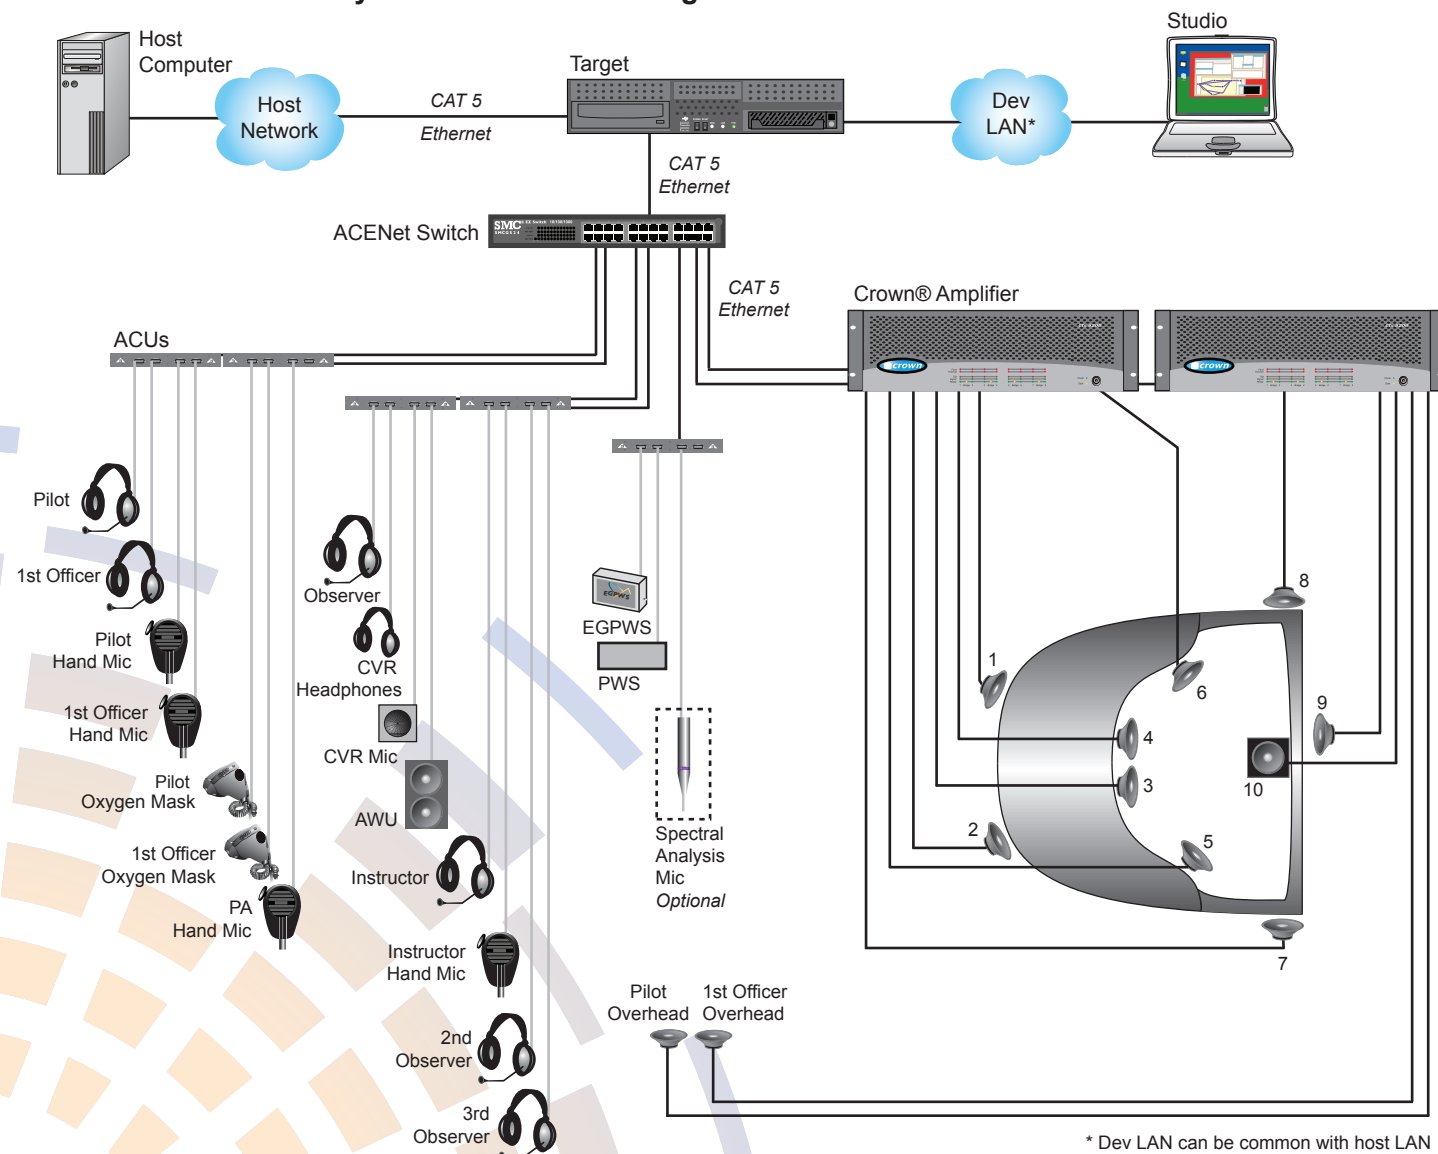 Host
Computer
Host
Network
CAT 5
Ethernet
Target
Dev
LAN*
Studio
CAT 5
Ethernet
ACENet Switch
SMC
CAT 5
Ethernet
Crown® Amplifier
crown
crown
ACUs
Pilot
1st Officer
Pilot
Hand Mic
1st Officer
Hand Mic
Pilot
Oxygen Mask
1st Officer
Oxygen Mask
PA
Hand Mic
Observer
CVR
Headphones
CVR Mic
AWU
Instructor
Instructor
Hand Mic
2nd
Observer
3rd
Observer
EGPWS
EGPWS
PWS
Spectral
Analysis
Mic
Optional
Pilot
Overhead
1st Officer
Overhead
1
2
3
4
5
6
7
8
9
10
* Dev LAN can be common with host LAN